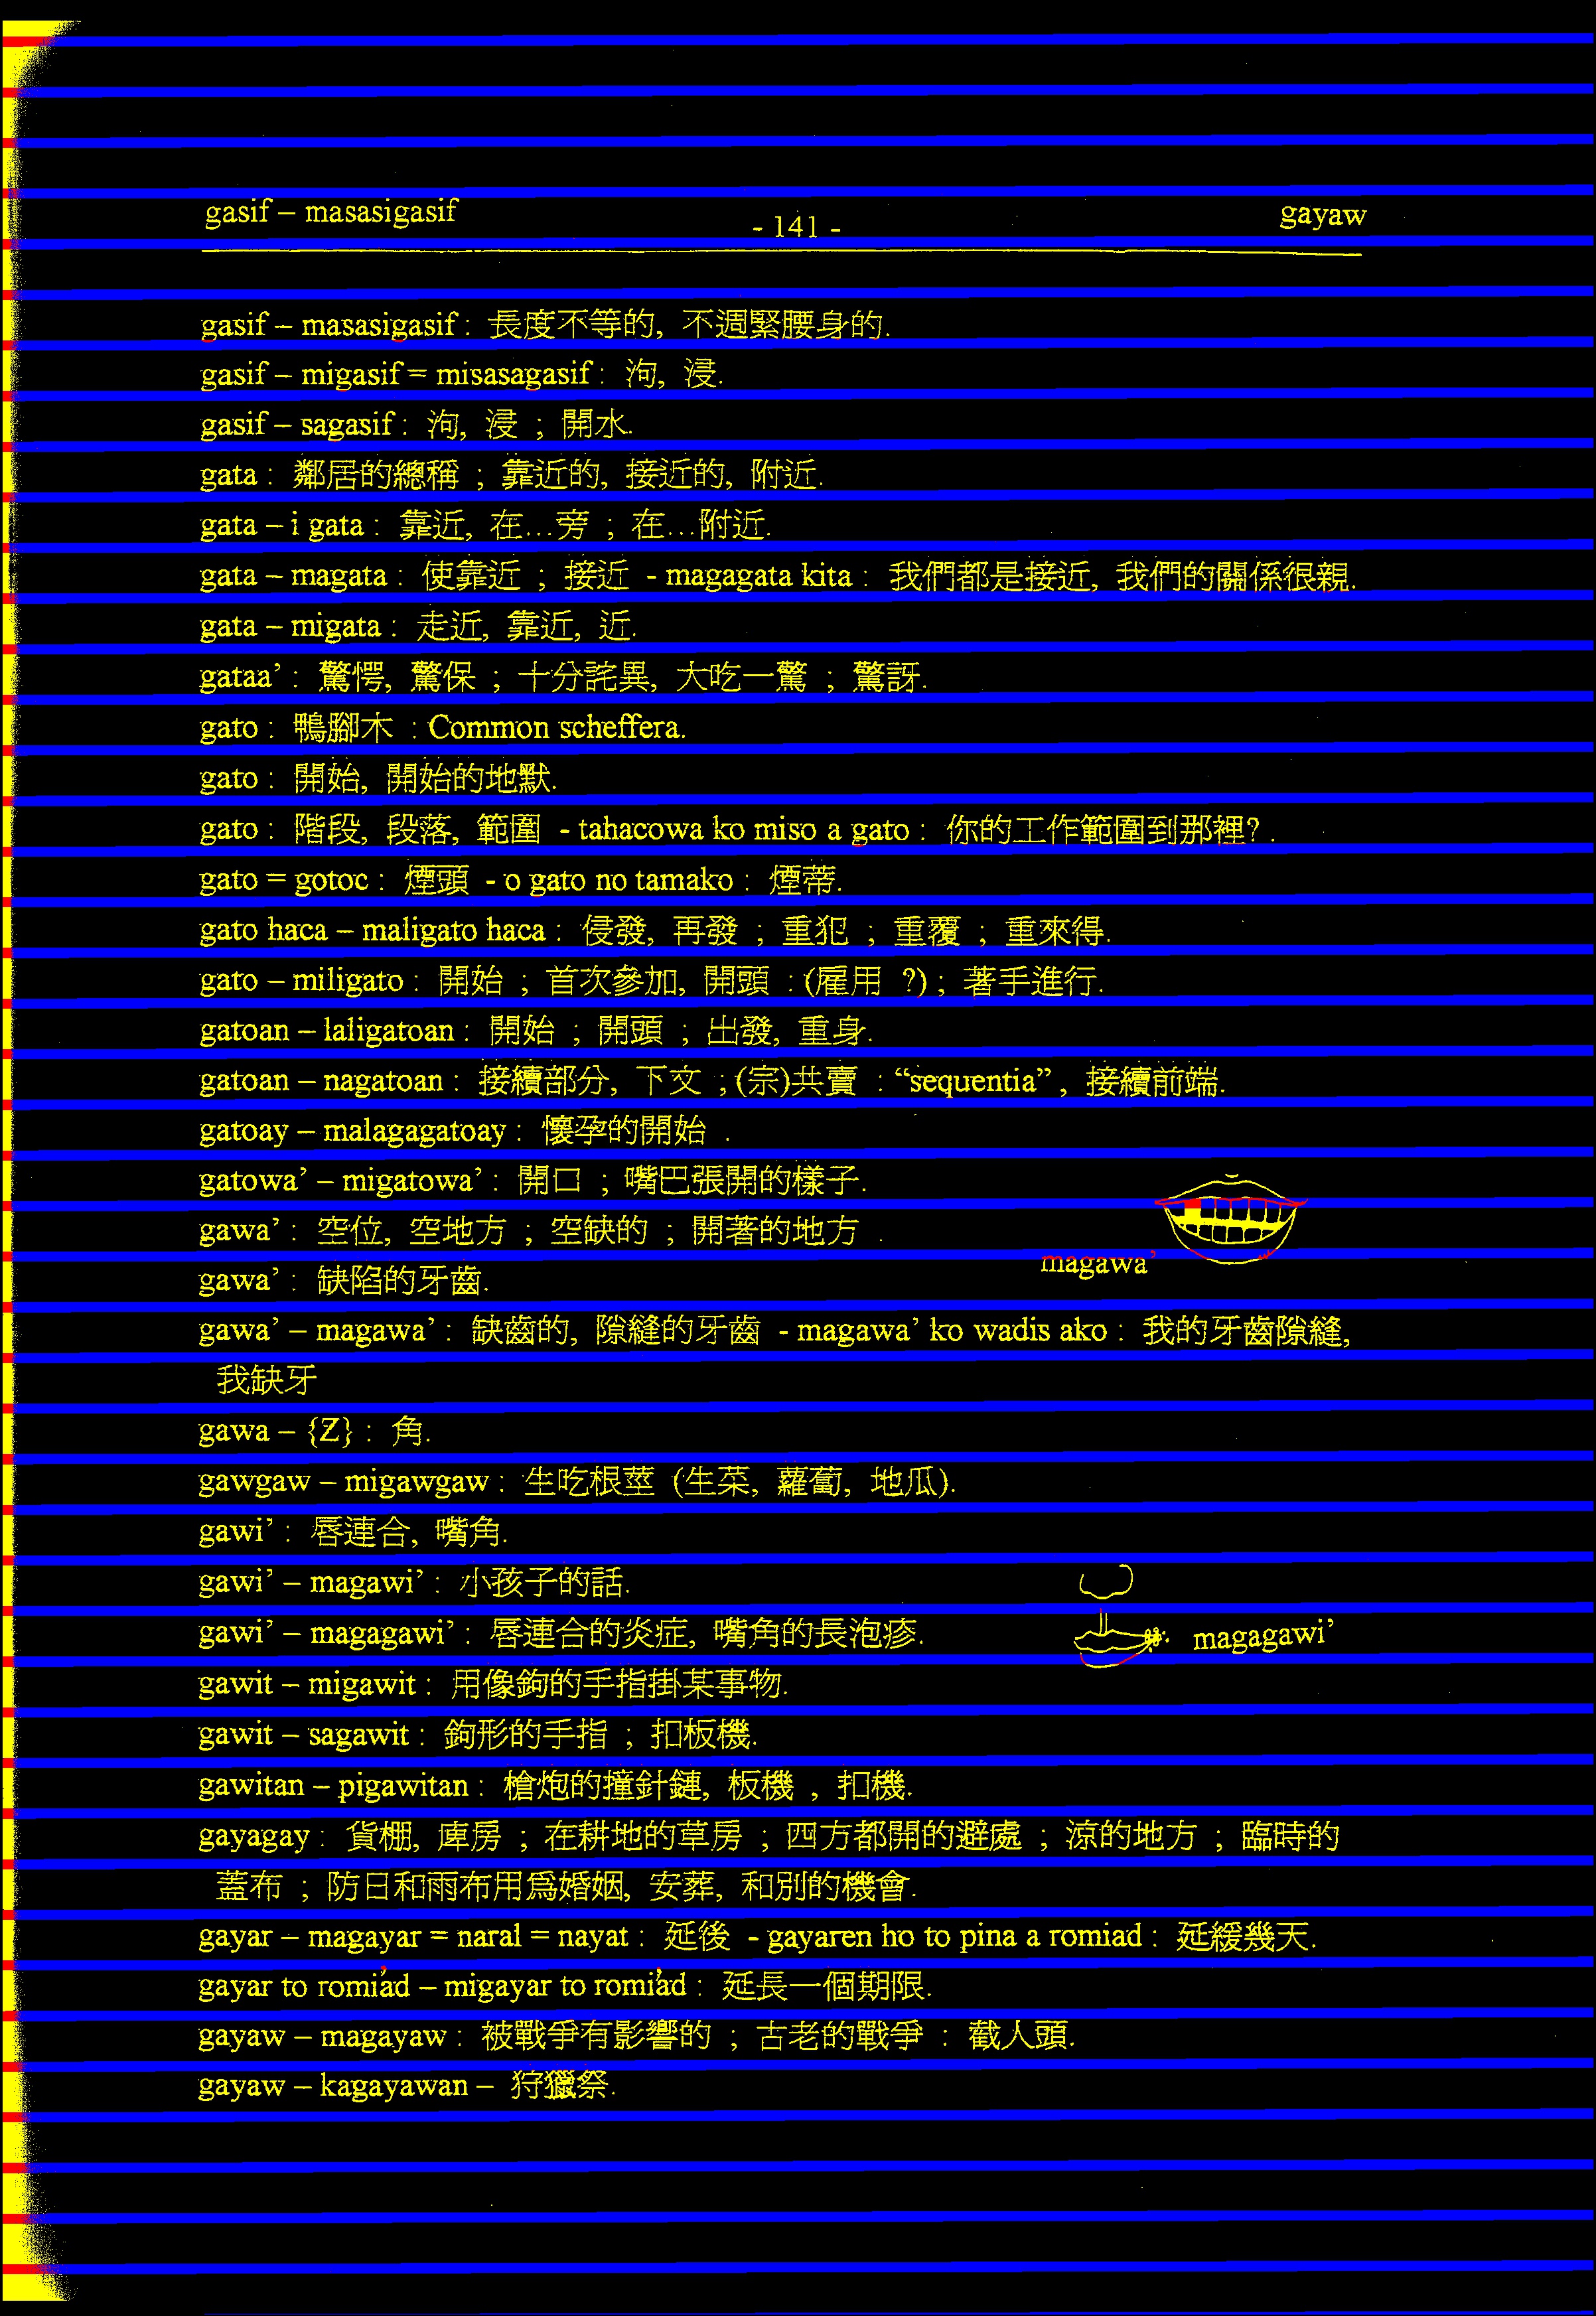 gasif – masasigasif - 141 - gayaw
gasif – masasigasif : 長度不等的, 不週緊腰身的.
gasif – migasif = misasagasif : 泃, 浸.
gasif – sagasif : 泃, 浸 ; 開水.
gata : 鄰居的總稱 ; 靠近的, 接近的, 附近.
gata – i gata : 靠近, 在…旁 ; 在…附近.
gata – magata : 使靠近 ; 接近 - magagata kita : 我們都是接近, 我們的關係很親.
gata – migata : 走近, 靠近, 近.
gataa’ : 驚愕, 驚保 ; 十分詫異, 大吃一驚 ; 驚訝.
gato : 鴨腳木 : Common scheffera.
gato : 開始, 開始的地默.
gato : 階段, 段落, 範圍 - tahacowa ko miso a gato : 你的工作範圍到那裡? .
gato = gotoc : 煙頭 - o gato no tamako : 煙蒂.
gato haca – maligato haca : 侵發, 再發 ; 重犯 ; 重覆 ; 重來得.
gato – miligato : 開始 ; 首次參加, 開頭 : (雇用 ?) ; 著手進行.
gatoan – laligatoan : 開始 ; 開頭 ; 出發, 重身.
gatoan – nagatoan : 接續部分, 下文 ; (宗)共賣 : “sequentia” , 接續前端.
gatoay – malagagatoay : 懷孕的開始 .
gatowa’ – migatowa’ : 開口 ; 嘴巴張開的樣子.
gawa’ : 空位, 空地方 ; 空缺的 ; 開著的地方 .
magawa’
gawa’ : 缺陷的牙齒.
gawa’ – magawa’ : 缺齒的, 隙縫的牙齒 - magawa’ ko wadis ako : 我的牙齒隙縫,
我缺牙
gawa – {Z} : 角.
gawgaw – migawgaw : 生吃根莖 (生菜, 蘿蔔, 地瓜).
gawi’ : 唇連合, 嘴角.
gawi’ – magawi’ : 小孩子的話.
gawi’ – magagawi’ : 唇連合的炎症, 嘴角的長泡疹.
magagawi’
gawit – migawit : 用像鉤的手指掛某事物.
gawit – sagawit : 鉤形的手指 ; 扣板機.
gawitan – pigawitan : 槍炮的撞針鏈, 板機 , 扣機.
gayagay : 貨棚, 庫房 ; 在耕地的草房 ; 四方都開的避處 ; 涼的地方 ; 臨時的
蓋布 ; 防日和雨布用爲婚姻, 安葬, 和別的機會.
gayar – magayar = naral = nayat : 延後 - gayaren ho to pina a romiad : 延緩幾天.
gayar to romi’ad – migayar to romi’ad : 延長一個期限.
gayaw – magayaw : 被戰爭有影響的 ; 古老的戰爭 : 截人頭.
gayaw – kagayawan – 狩獵祭.